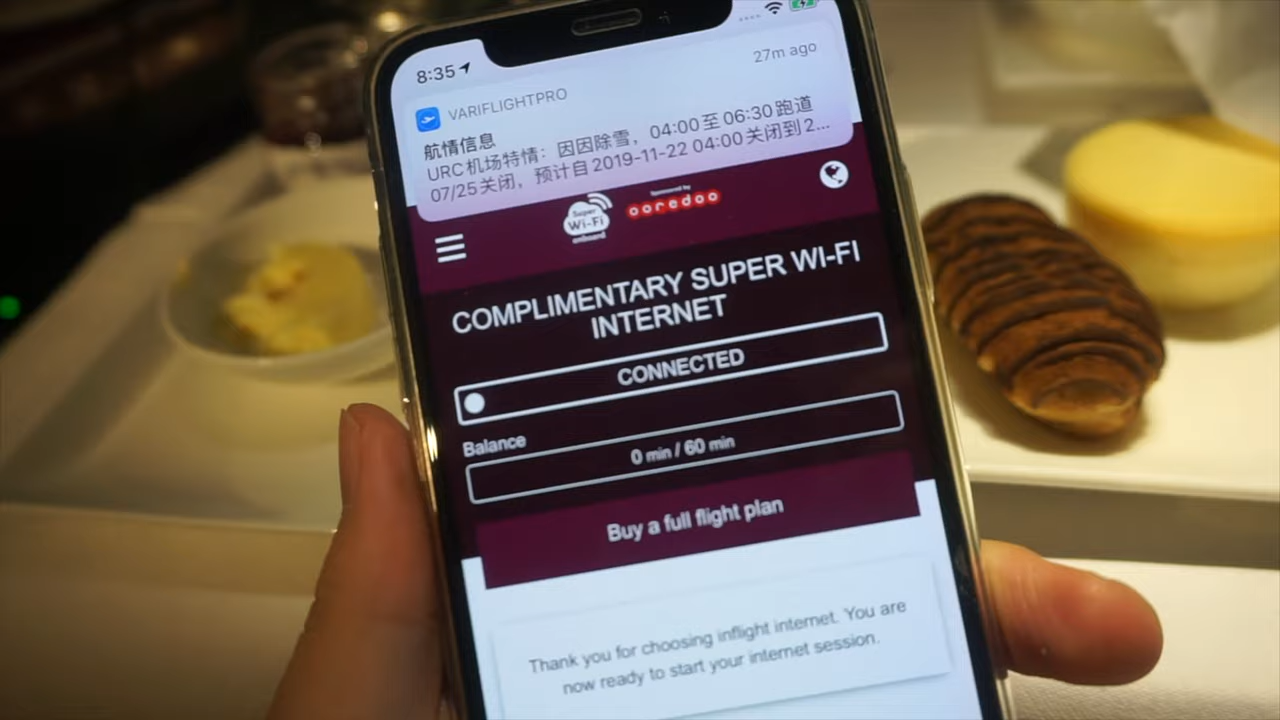 8:35
27m ago
VARIFLIGHTPRO
航情信息
URC机场特情：因因除雪，04:00至06:30跑道
07/25关闭，预计自2019-11-22 04:00关闭到2...
Super
Wi-Fi
onboard
Sponsored by
ooredoo
COMPLIMENTARY SUPER WI-FI
INTERNET
CONNECTED
Balance
0 min / 60 min
Buy a full flight plan
Thank you for choosing inflight internet. You are
now ready to start your internet session.